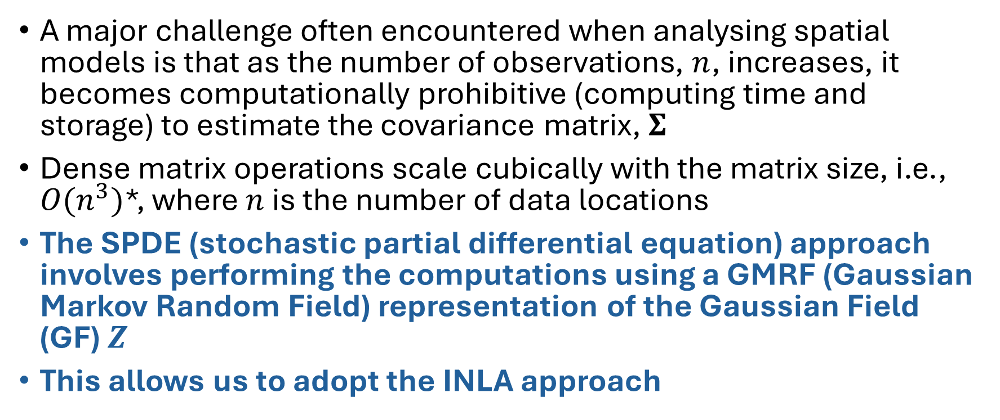 • A major challenge often encountered when analysing spatial
models is that as the number of observations, n, increases, it
becomes computationally prohibitive (computing time and
storage) to estimate the covariance matrix, Σ
• Dense matrix operations scale cubically with the matrix size, i.e.,
O(n³)*, where n is the number of data locations
• The SPDE (stochastic partial differential equation) approach
involves performing the computations using a GMRF (Gaussian
Markov Random Field) representation of the Gaussian Field
(GF) Z
• This allows us to adopt the INLA approach